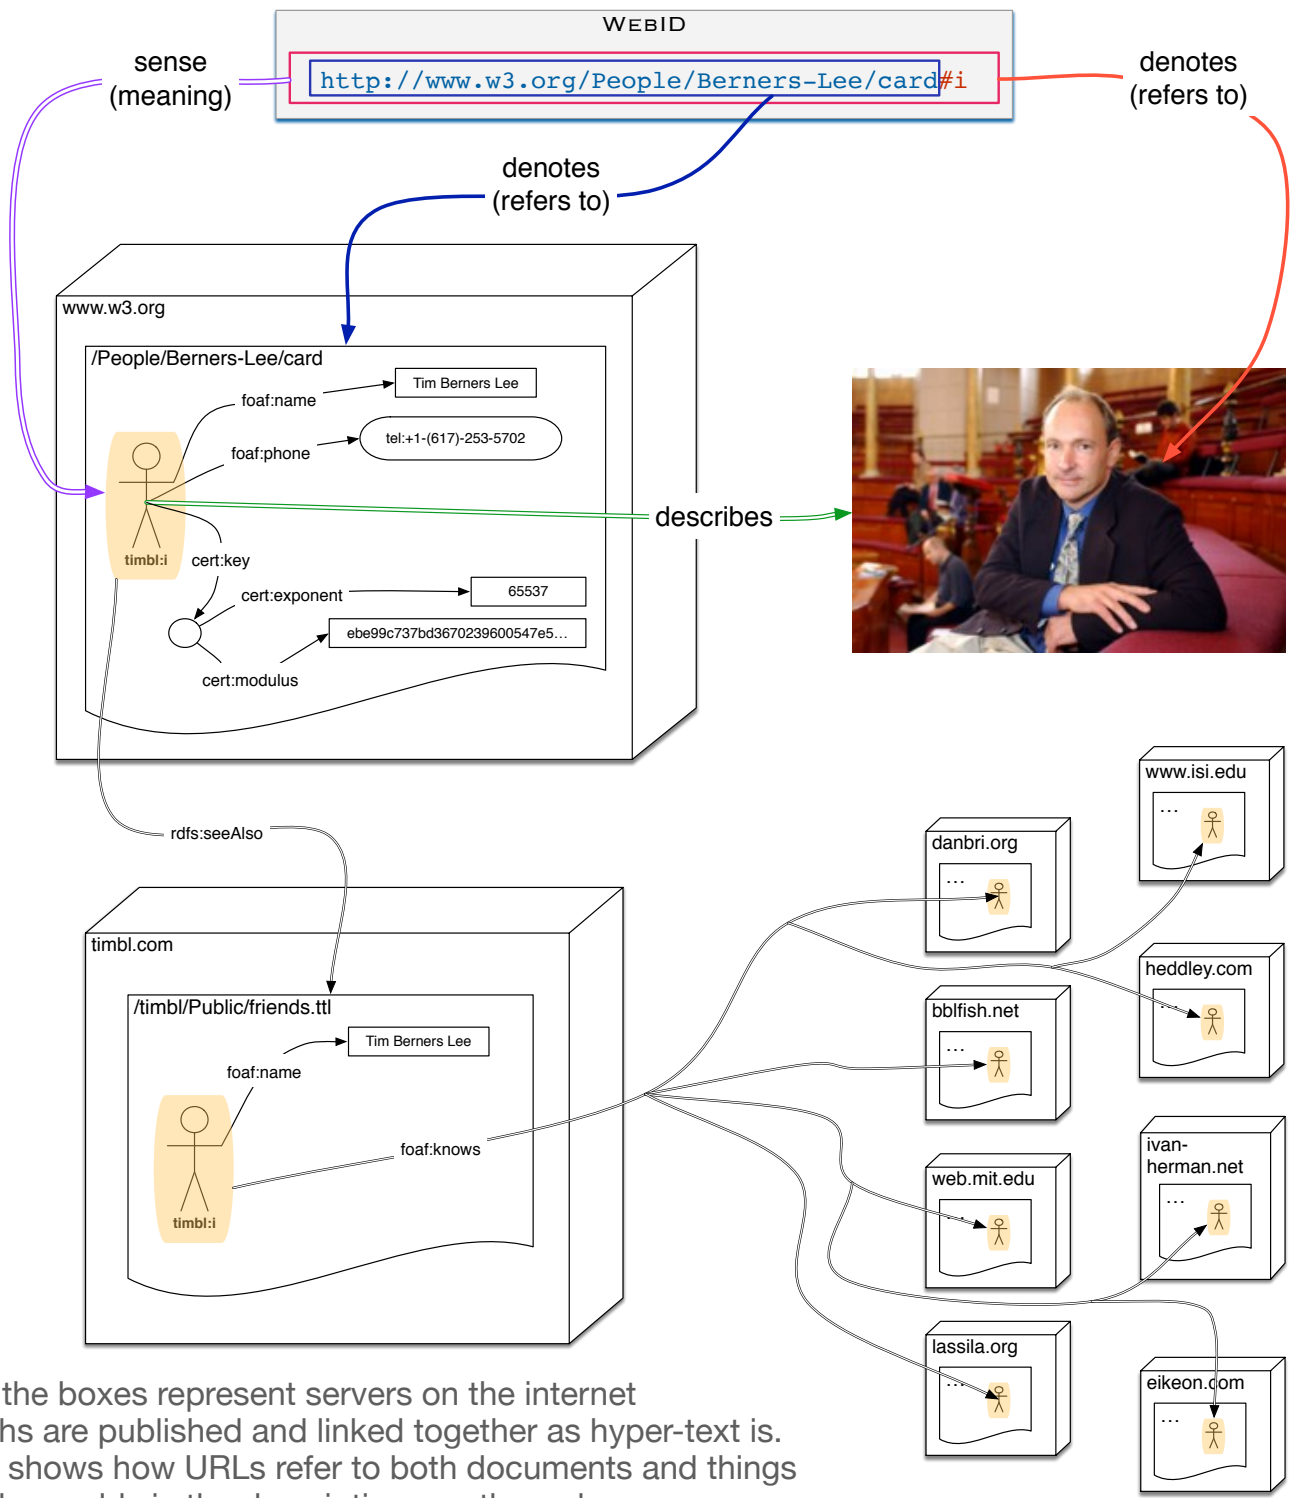 WebID
http://www.w3.org/People/Berners-Lee/card#i
sense
(meaning)
denotes
(refers to)
denotes
(refers to)
www.w3.org
/People/Berners-Lee/card
foaf:name
Tim Berners Lee
foaf:phone
tel:+1-(617)-253-5702
describes
timbl:i
cert:key
cert:exponent
65537
ebe99c737bd3670239600547e5...
cert:modulus
rdfs:seeAlso
timbl.com
/timbl/Public/friends.ttl
Tim Berners Lee
foaf:name
foaf:knows
timbl:i
www.isi.edu
...
danbri.org
...
heddley.com
...
bblfish.net
...
ivan-
herman.net
...
web.mit.edu
...
lassila.org
...
eikeon.com
...
the boxes represent servers on the internet
hs are published and linked together as hyper-text is.
shows how URLs refer to both documents and things